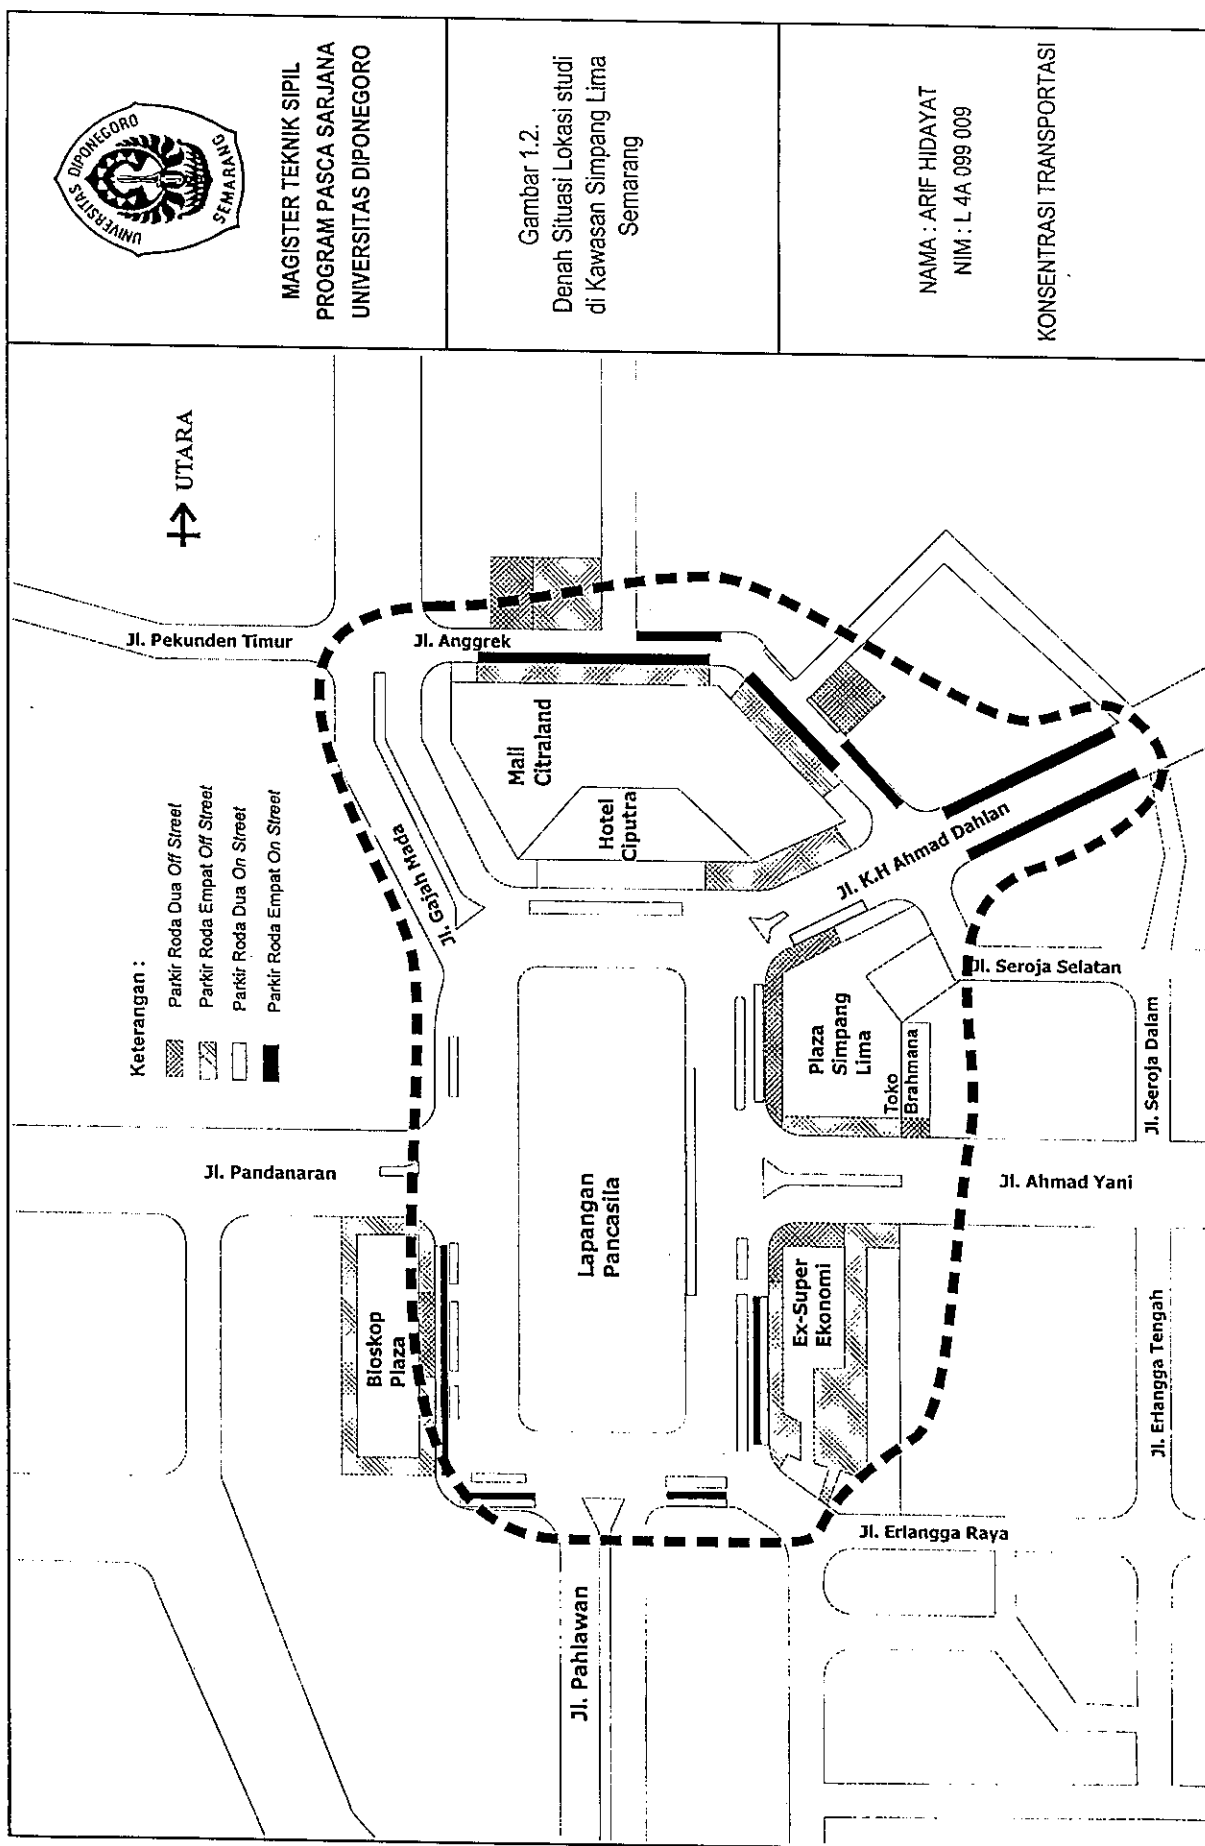 UNIVERSITAS DIPONEGORO
SEMARANG
MAGISTER TEKNIK SIPIL
PROGRAM PASCA SARJANA
UNIVERSITAS DIPONEGORO
Gambar 1.2.
Denah Situasi Lokasi studi
di Kawasan Simpang Lima
Semarang
NAMA : ARIF HIDAYAT
NIM : L 4A 099 009
KONSENTRASI TRANSPORTASI
UTARA
Keterangan :
Parkir Roda Dua Off Street
Parkir Roda Empat Off Street
Parkir Roda Dua On Street
Parkir Roda Empat On Street
Jl. Pekunden Timur
Jl. Anggrek
Mall
Citraland
Hotel
Ciputra
Jl. Gajah Mada
Jl. K.H Ahmad Dahlan
Jl. Seroja Selatan
Jl. Seroja Dalam
Plaza
Simpang
Lima
Toko
Brahmana
Jl. Pandanaran
Lapangan
Pancasila
Jl. Ahmad Yani
Bioskop
Plaza
Ex-Super
Ekonomi
Jl. Erlangga Tengah
Jl. Erlangga Raya
Jl. Pahlawan